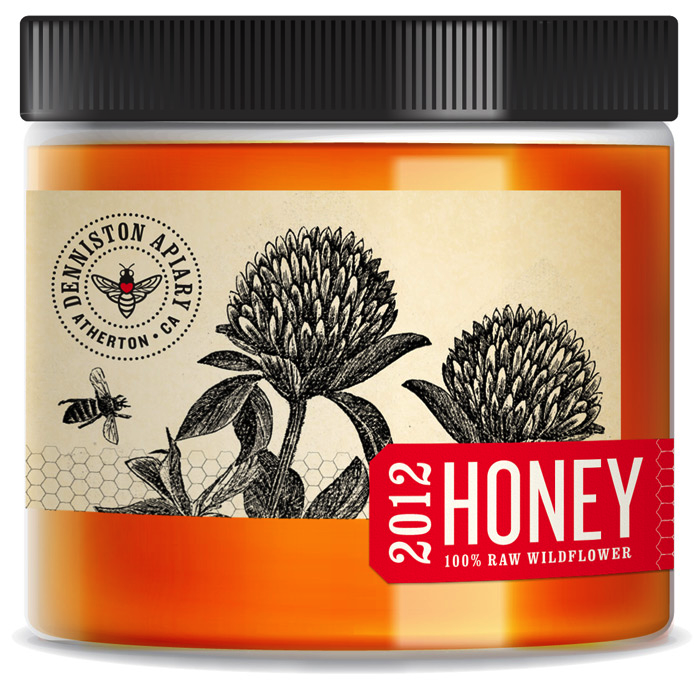 DENNISTON APIARY
ATHERTON • CA
2012
HONEY
100% RAW WILDFLOWER